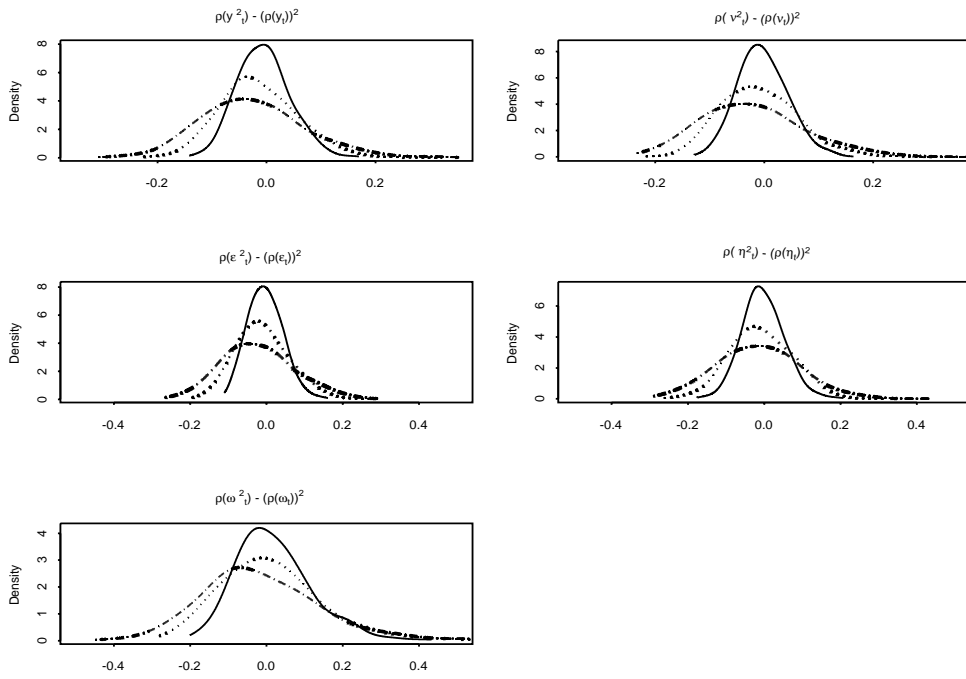 ρ(y²ₜ) - (ρ(yₜ))²
Density
0 2 4 6 8
-0.2 0.0 0.2
ρ( ν²ₜ) - (ρ(νₜ))²
Density
0 2 4 6 8
-0.2 0.0 0.2
ρ(ε²ₜ) - (ρ(εₜ))²
Density
0 2 4 6 8
-0.4 -0.2 0.0 0.2 0.4
ρ( η²ₜ) - (ρ(ηₜ))²
Density
0 2 4 6
-0.4 -0.2 0.0 0.2 0.4
ρ(ω²ₜ) - (ρ(ωₜ))²
Density
0 1 2 3 4
-0.4 -0.2 0.0 0.2 0.4